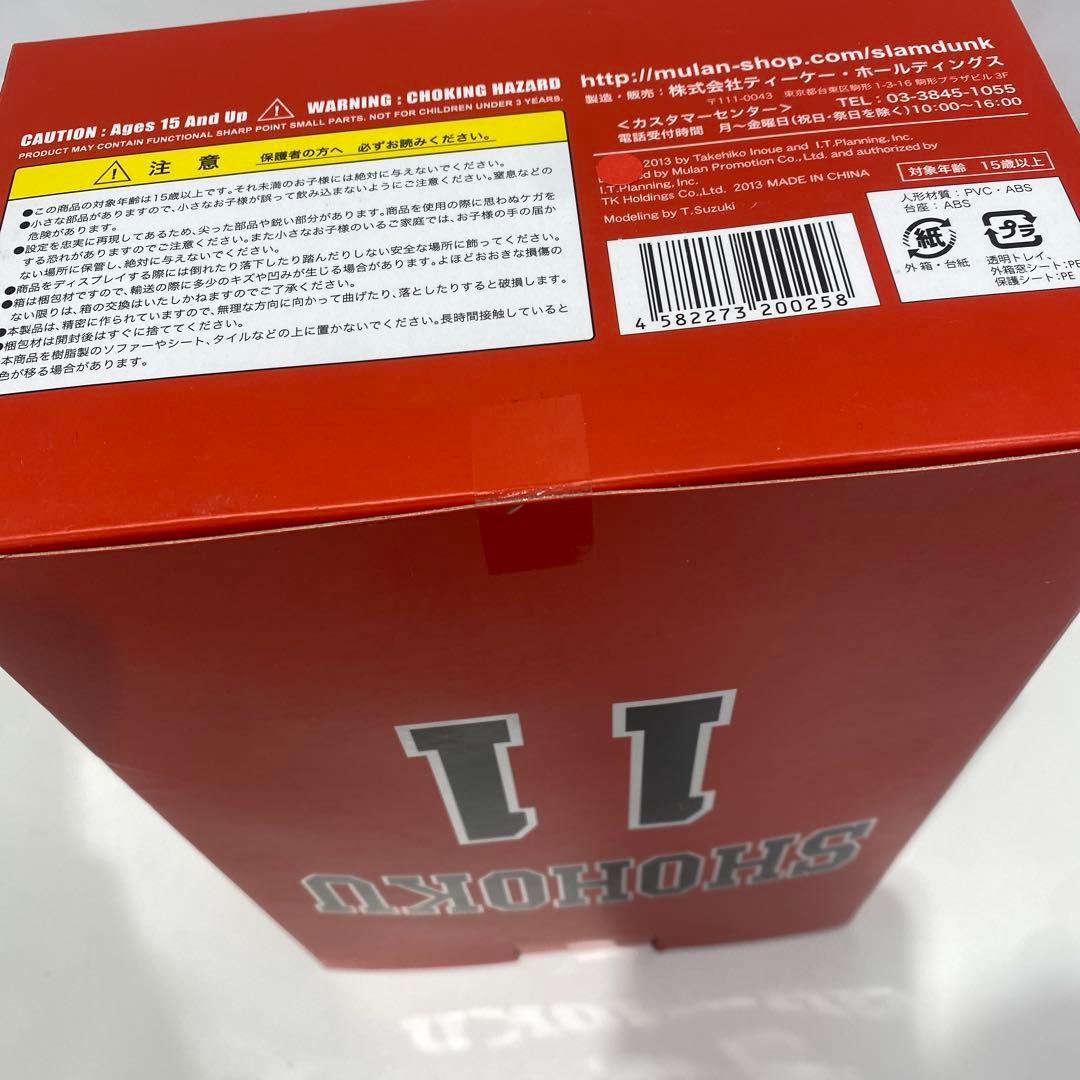 CAUTION : Ages 15 And Up ⚠ WARNING : CHOKING HAZARD
PRODUCT MAY CONTAIN FUNCTIONAL SHARP POINT SMALL PARTS. NOT FOR CHILDREN UNDER 3 YEARS.
注意 保護者の方へ 必ずお読みください。
●この商品の対象年齢は15歳以上です。それ未満のお子様には絶対に与えないでください。
●小さな部品がありますので、小さなお子様が誤って飲み込まないようにご注意ください。窒息などの
危険があります。
●設定を忠実に再現してあるため、尖った部品や鋭い部分があります。商品を使用の際に思わぬケガを
する恐れがありますのでご注意ください。また小さなお子様のいるご家庭では、お子様の手の届か
ない場所に保管し、絶対に与えないでください。
●商品をディスプレイする際には倒れたり落下したり踏んだりしない安全な場所に飾ってください。
●箱は梱包材ですので、輸送の際に多少のキズや凹みが生じる場合があります。よほどおおきな損傷の
ない限りは、箱の交換はいたしかねますのでご了承ください。
●本製品は、精密に作られていますので、無理な方向に向かって曲げたり、落としたりすると破損します。
●梱包材は開封後はすぐに捨ててください。
本商品を樹脂製のソファーやシート、タイルなどの上に置かないでください。長時間接触していると
色が移る場合があります。
http://mulan-shop.com/slamdunk
製造・販売：株式会社ティーケー・ホールディングス
〒111-0043 東京都台東区駒形 1-3-16 駒形プラザビル 3F
TEL : 03-3845-1055
<カスタマーセンター>
電話受付時間 月～金曜日(祝日・祭日を除く)10:00～16:00
2013 by Takehiko Inoue and I.T.Planning, Inc.
ed by Mulan Promotion Co., Ltd. and authorized by
I.T.Planning, Inc.
TK Holdings Co., Ltd. 2013 MADE IN CHINA
Modeling by T.Suzuki
対象年齢 15歳以上
人形材質：PVC・ABS
台座：ABS
紙
外箱・台紙
プラ
透明トレイ、
外箱窓シート：PE
保護シート：PE
4 582273 200258
11
SHOHOKU